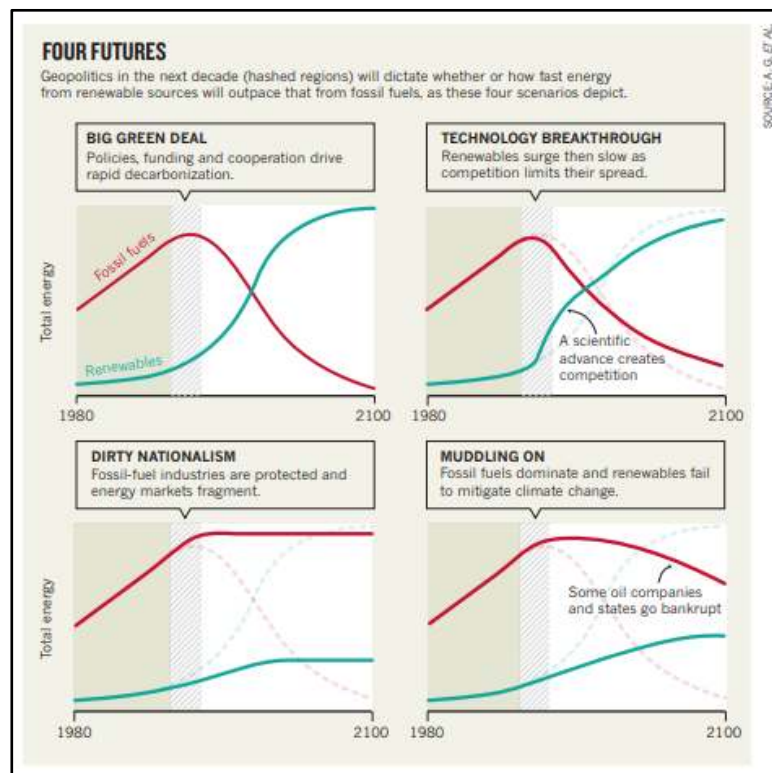 FOUR FUTURES
Geopolitics in the next decade (hashed regions) will dictate whether or how fast energy
from renewable sources will outpace that from fossil fuels, as these four scenarios depict.
SOURCE: A. G. ET AL.
BIG GREEN DEAL
Policies, funding and cooperation drive
rapid decarbonization.
Total energy
Fossil fuels
Renewables
1980
2100
TECHNOLOGY BREAKTHROUGH
Renewables surge then slow as
competition limits their spread.
A scientific
advance creates
competition
1980
2100
DIRTY NATIONALISM
Fossil-fuel industries are protected and
energy markets fragment.
Total energy
1980
2100
MUDDLING ON
Fossil fuels dominate and renewables fail
to mitigate climate change.
Some oil companies
and states go bankrupt
1980
2100